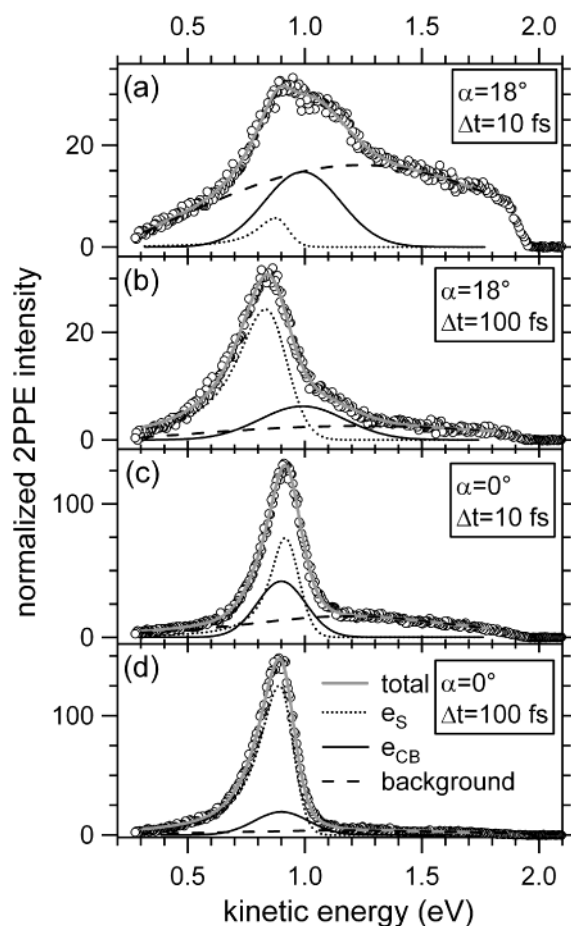 0.5 1.0 1.5 2.0
(a)
α=18°
Δt=10 fs
20
0
(b)
α=18°
Δt=100 fs
20
0
normalized 2PPE intensity
(c)
α=0°
Δt=10 fs
100
0
(d)
α=0°
Δt=100 fs
total
e_S
e_CB
background
100
0
0.5 1.0 1.5 2.0
kinetic energy (eV)